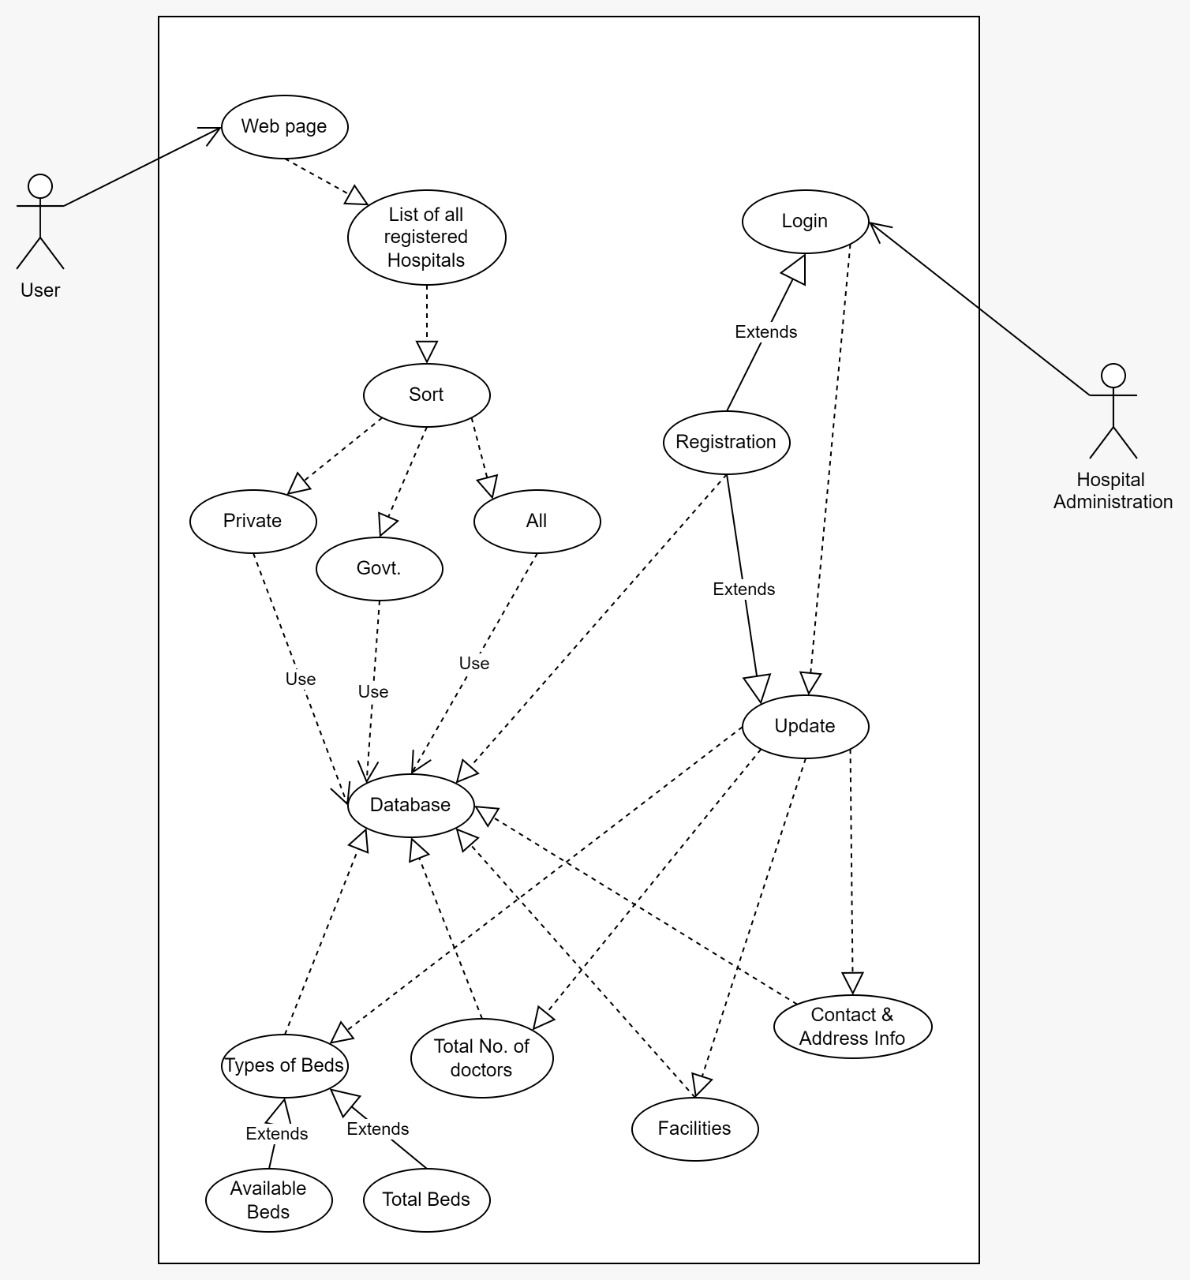 Web page
List of all
registered
Hospitals
Login
User
Extends
Sort
Registration
Hospital
Administration
Private
All
Govt.
Extends
Use
Use
Use
Update
Database
Contact &
Address Info
Total No. of
doctors
Types of Beds
Facilities
Extends
Extends
Available
Beds
Total Beds